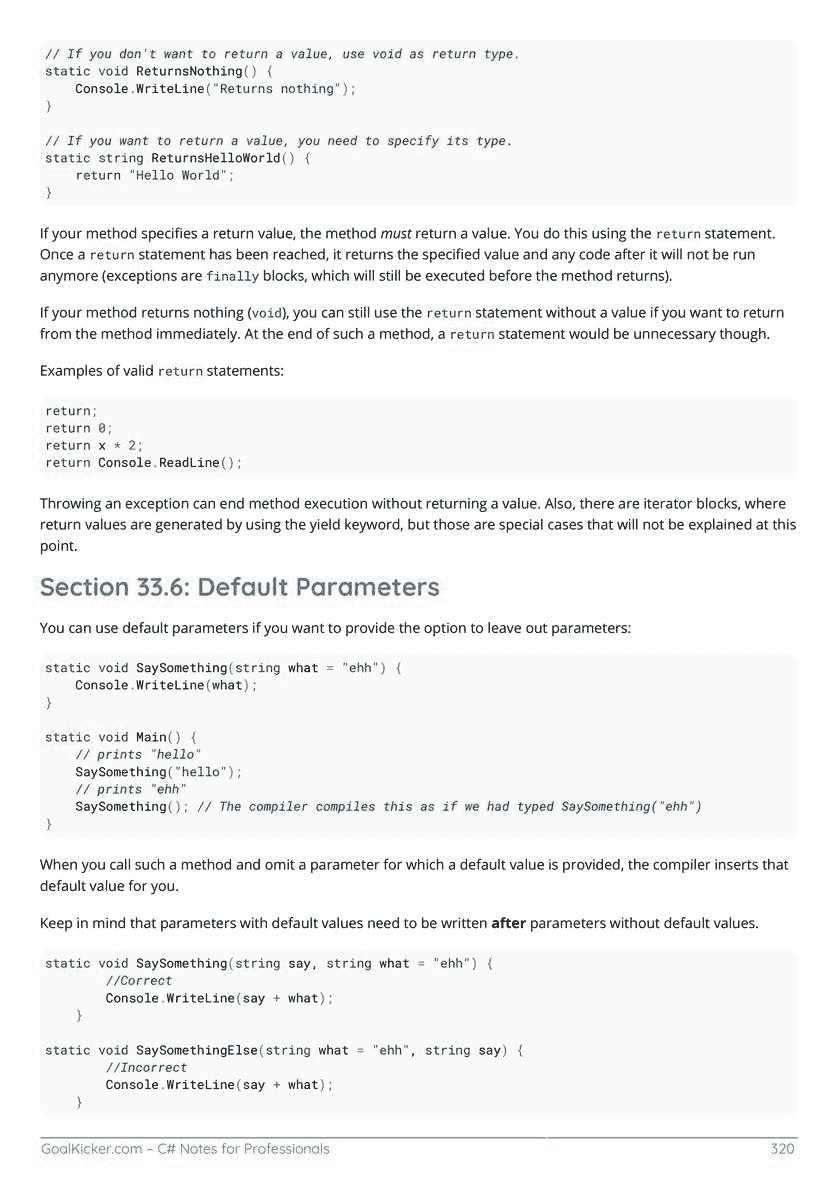 // If you don't want to return a value, use void as return type.
static void ReturnsNothing() {
    Console.WriteLine("Returns nothing");
}

// If you want to return a value, you need to specify its type.
static string ReturnsHelloWorld() {
    return "Hello World";
}

If your method specifies a return value, the method must return a value. You do this using the return statement.
Once a return statement has been reached, it returns the specified value and any code after it will not be run
anymore (exceptions are finally blocks, which will still be executed before the method returns).

If your method returns nothing (void), you can still use the return statement without a value if you want to return
from the method immediately. At the end of such a method, a return statement would be unnecessary though.

Examples of valid return statements:

return;
return 0;
return x * 2;
return Console.ReadLine();

Throwing an exception can end method execution without returning a value. Also, there are iterator blocks, where
return values are generated by using the yield keyword, but those are special cases that will not be explained at this
point.

Section 33.6: Default Parameters

You can use default parameters if you want to provide the option to leave out parameters:

static void SaySomething(string what = "ehh") {
    Console.WriteLine(what);
}

static void Main() {
    // prints "hello"
    SaySomething("hello");
    // prints "ehh"
    SaySomething(); // The compiler compiles this as if we had typed SaySomething("ehh")
}

When you call such a method and omit a parameter for which a default value is provided, the compiler inserts that
default value for you.

Keep in mind that parameters with default values need to be written after parameters without default values.

static void SaySomething(string say, string what = "ehh") {
        //Correct
        Console.WriteLine(say + what);
    }

static void SaySomethingElse(string what = "ehh", string say) {
        //Incorrect
        Console.WriteLine(say + what);
    }

GoalKicker.com – C# Notes for Professionals 320